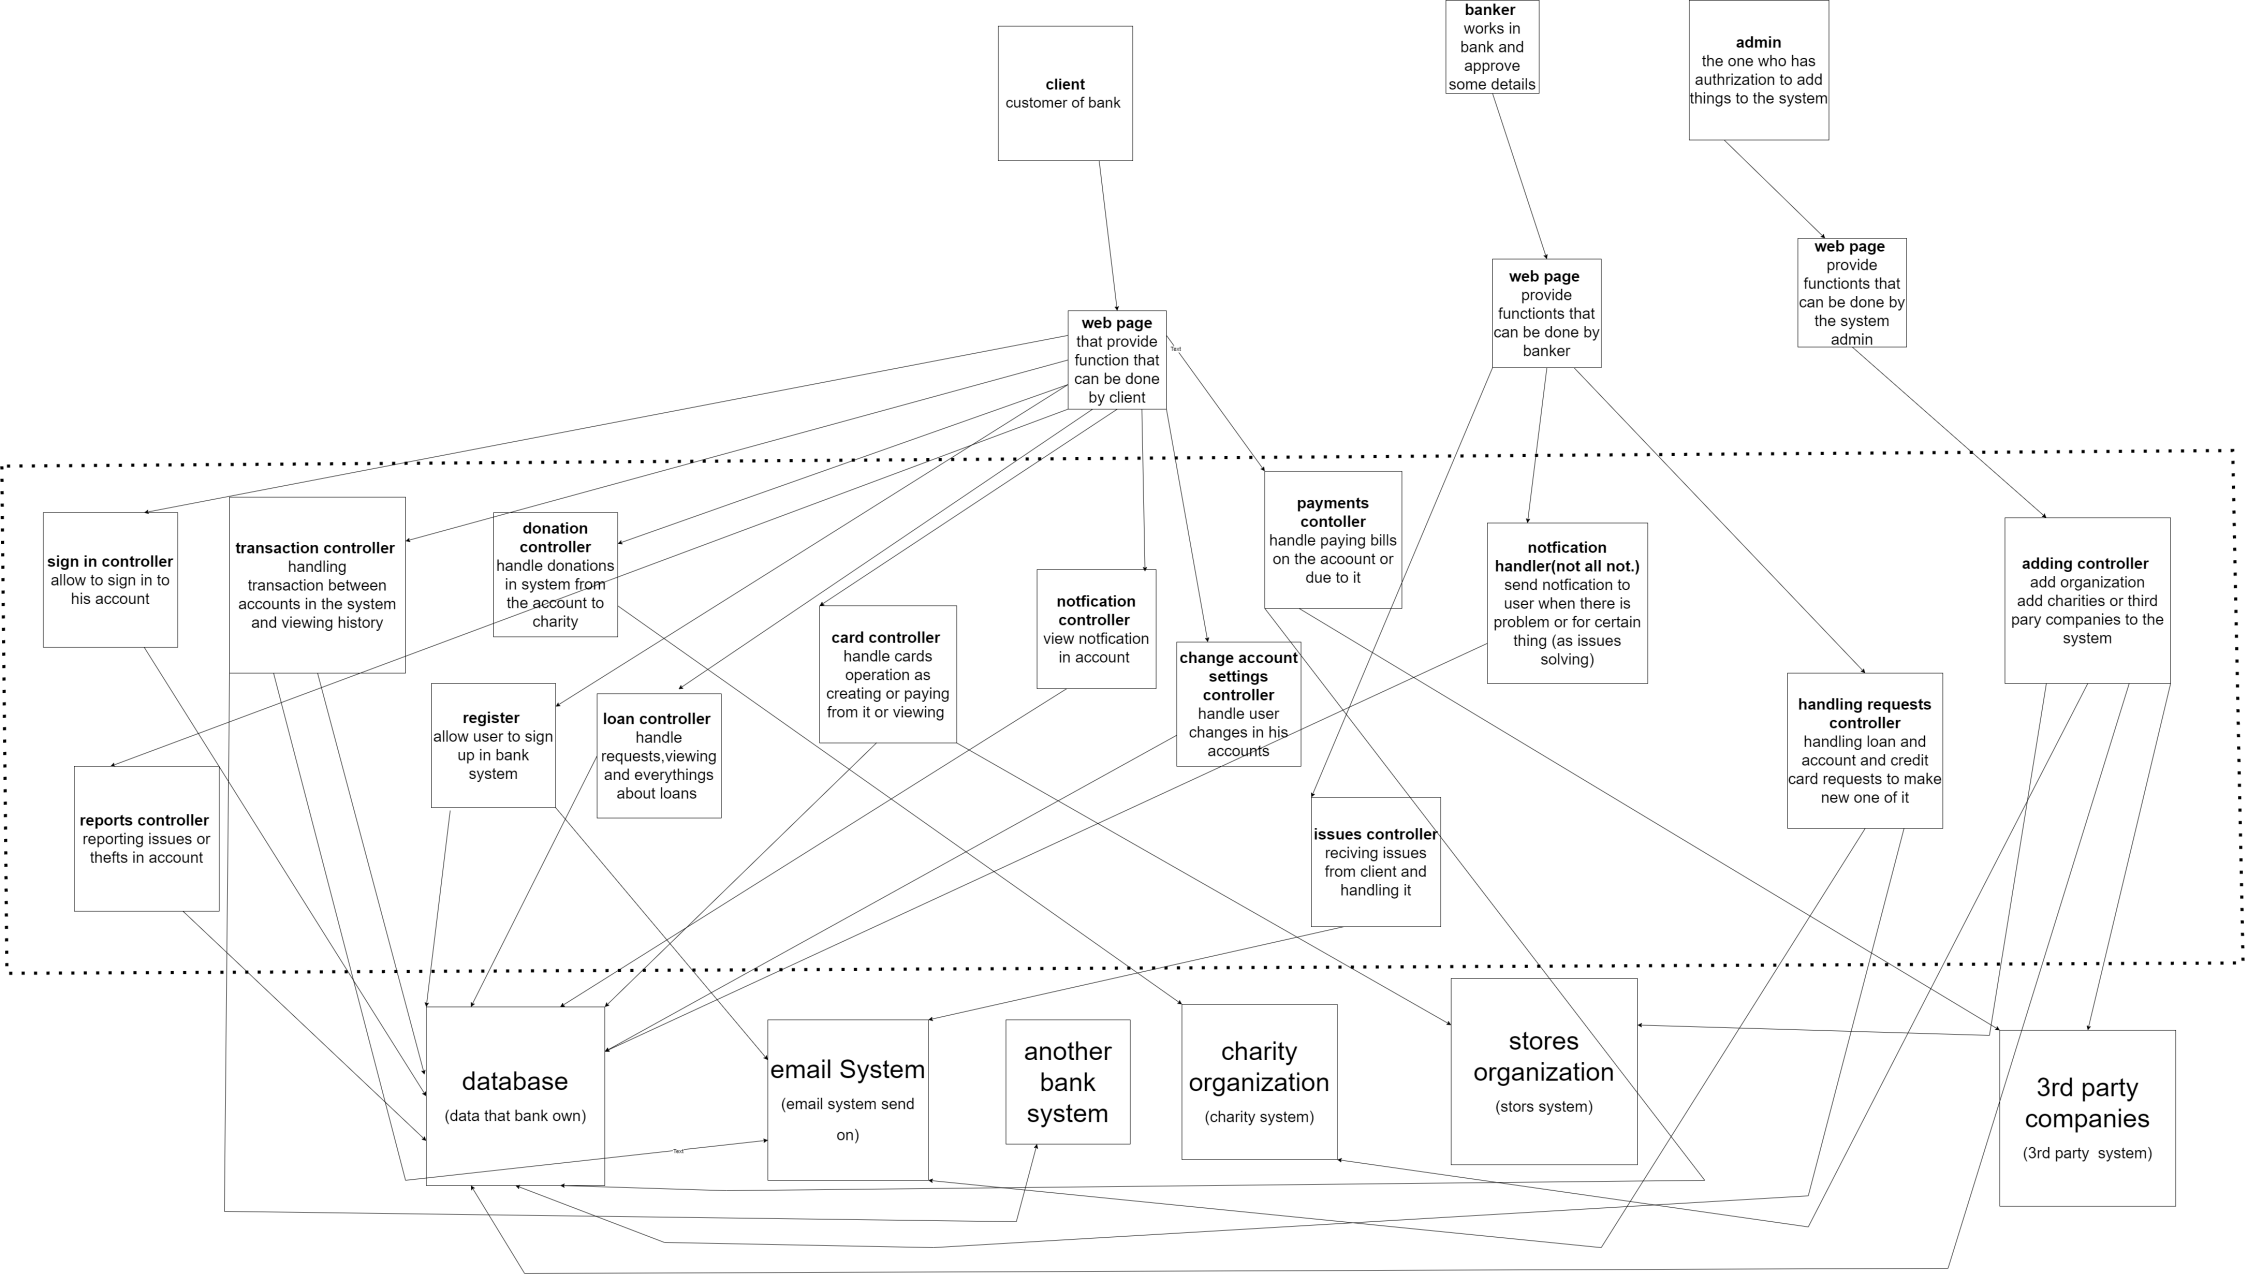 client
customer of bank
banker
works in
bank and
approve
some details
admin
the one who has
authrization to add
things to the system
web page
that provide
function that
can be done
by client
Text
web page
provide
functionts that
can be done by
banker
web page
provide
functionts that
can be done by
the system
admin
sign in controller
allow to sign in to
his account
transaction controller
handling
transaction between
accounts in the system
and viewing history
donation
controller
handle donations
in system from
the account to
charity
card controller
handle cards
operation as
creating or paying
from it or viewing
notfication
controller
view notfication
in account
payments
contoller
handle paying bills
on the acoount or
due to it
notfication
handler(not all not.)
send notfication to
user when there is
problem or for certain
thing (as issues
solving)
adding controller
add organization
add charities or third
pary companies to the
system
change account
settings
controller
handle user
changes in his
accounts
register
allow user to sign
up in bank
system
loan controller
handle
requests,viewing
and everythings
about loans
handling requests
controller
handling loan and
account and credit
card requests to make
new one of it
reports controller
reporting issues or
thefts in account
issues controller
reciving issues
from client and
handling it
database
(data that bank own)
Text
email System
(email system send
on)
another
bank
system
charity
organization
(charity system)
stores
organization
(stors system)
3rd party
companies
(3rd party  system)